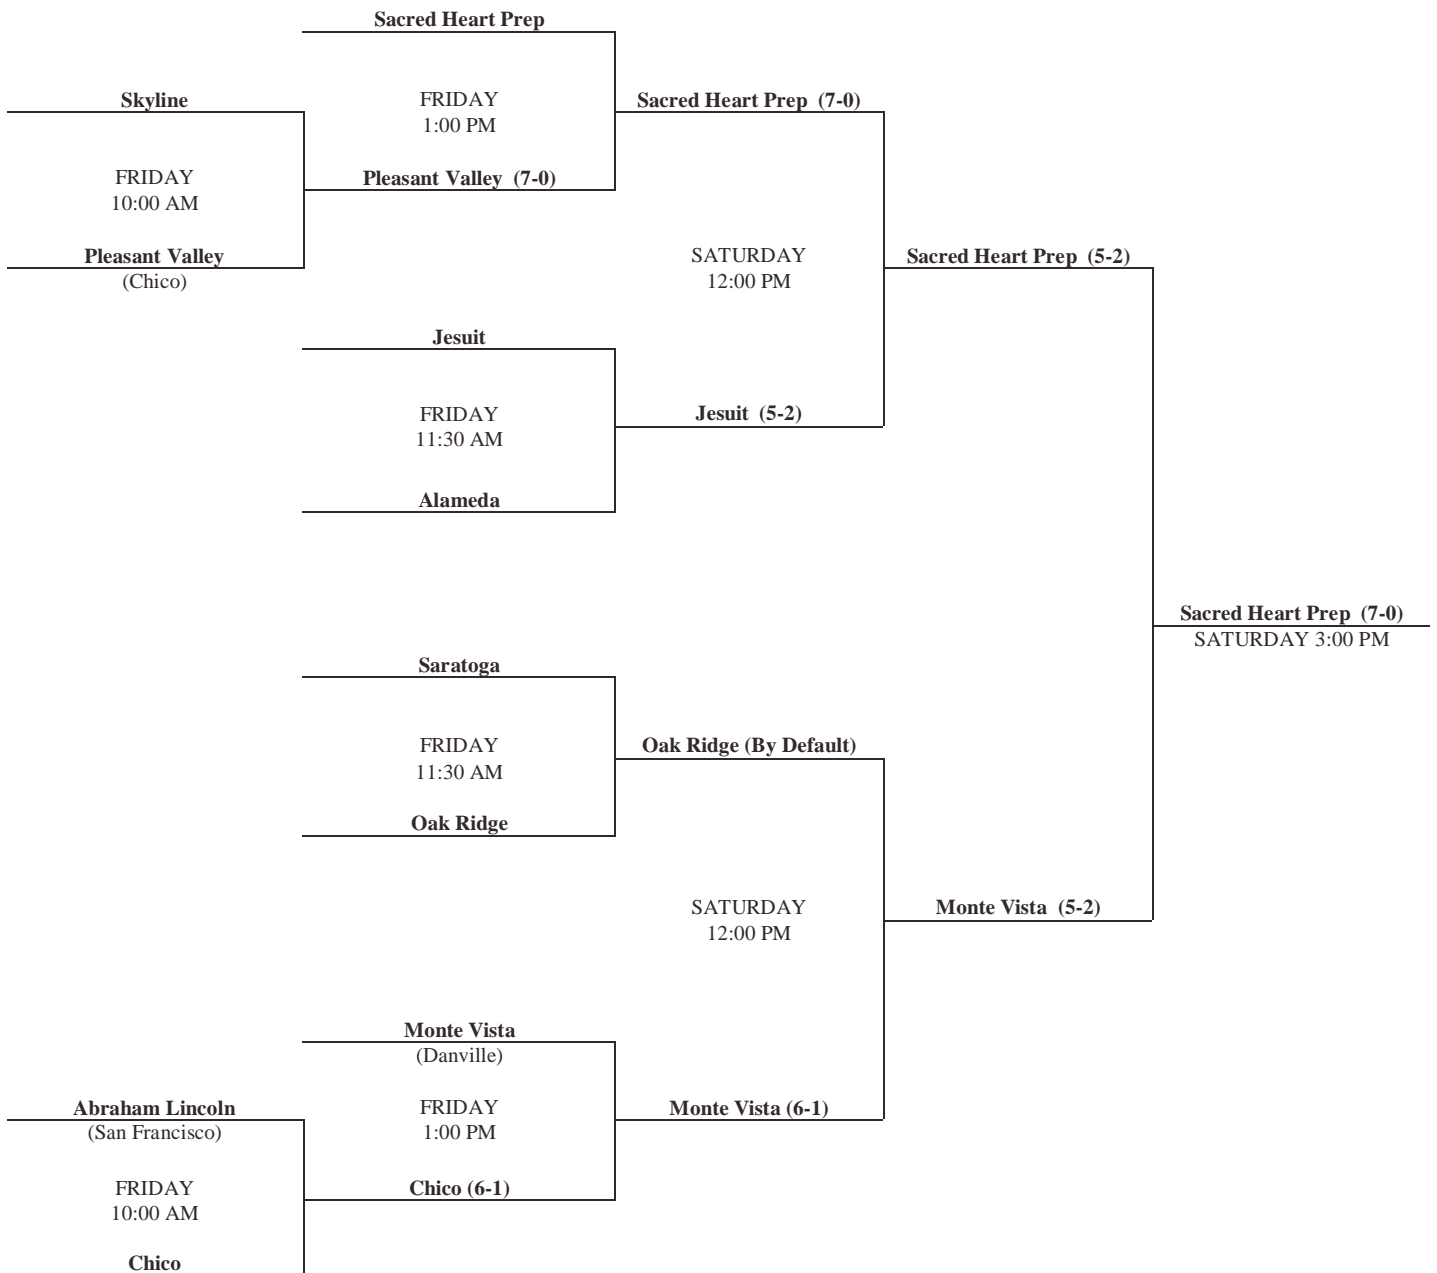 Sacred Heart Prep
Skyline
FRIDAY
1:00 PM
Sacred Heart Prep (7-0)
FRIDAY
10:00 AM
Pleasant Valley (7-0)
Pleasant Valley
(Chico)
SATURDAY
12:00 PM
Sacred Heart Prep (5-2)
Jesuit
FRIDAY
11:30 AM
Jesuit (5-2)
Alameda
Sacred Heart Prep (7-0)
SATURDAY 3:00 PM
Saratoga
FRIDAY
11:30 AM
Oak Ridge (By Default)
Oak Ridge
SATURDAY
12:00 PM
Monte Vista (5-2)
Monte Vista
(Danville)
Abraham Lincoln
(San Francisco)
FRIDAY
1:00 PM
Monte Vista (6-1)
FRIDAY
10:00 AM
Chico (6-1)
Chico